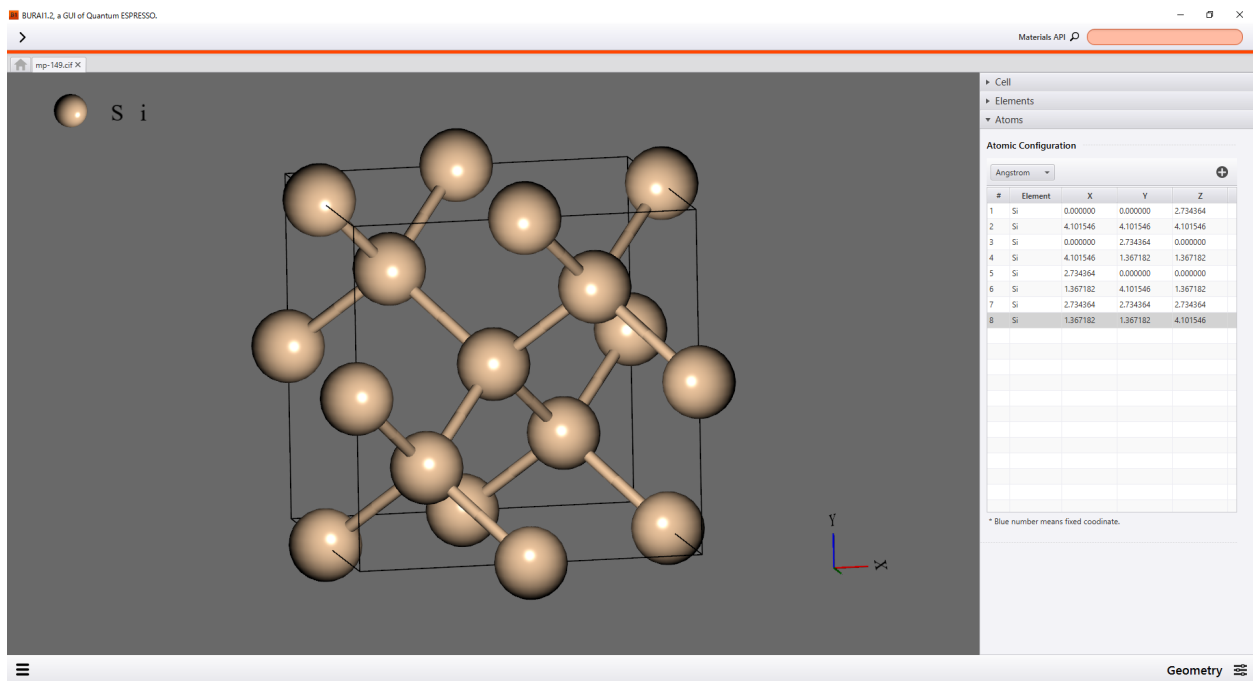 BURAI1.2, a GUI of Quantum ESPRESSO.
Materials API
mp-149.cif
Si
Cell
Elements
Atoms
Atomic Configuration
Angstrom
# Element X Y Z
1 Si 0.000000 0.000000 2.734364
2 Si 4.101546 4.101546 4.101546
3 Si 0.000000 2.734364 0.000000
4 Si 4.101546 1.367182 1.367182
5 Si 2.734364 0.000000 0.000000
6 Si 1.367182 4.101546 1.367182
7 Si 2.734364 2.734364 2.734364
8 Si 1.367182 1.367182 4.101546
* Blue number means fixed coodinate.
Y
X
Geometry